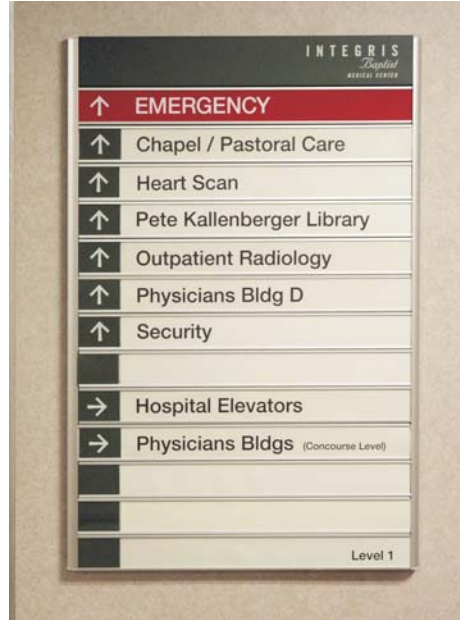 INTEGRIS
Baptist
MEDICAL CENTER
↑ EMERGENCY
↑ Chapel / Pastoral Care
↑ Heart Scan
↑ Pete Kallenberger Library
↑ Outpatient Radiology
↑ Physicians Bldg D
↑ Security
→ Hospital Elevators
→ Physicians Bldgs (Concourse Level)
Level 1